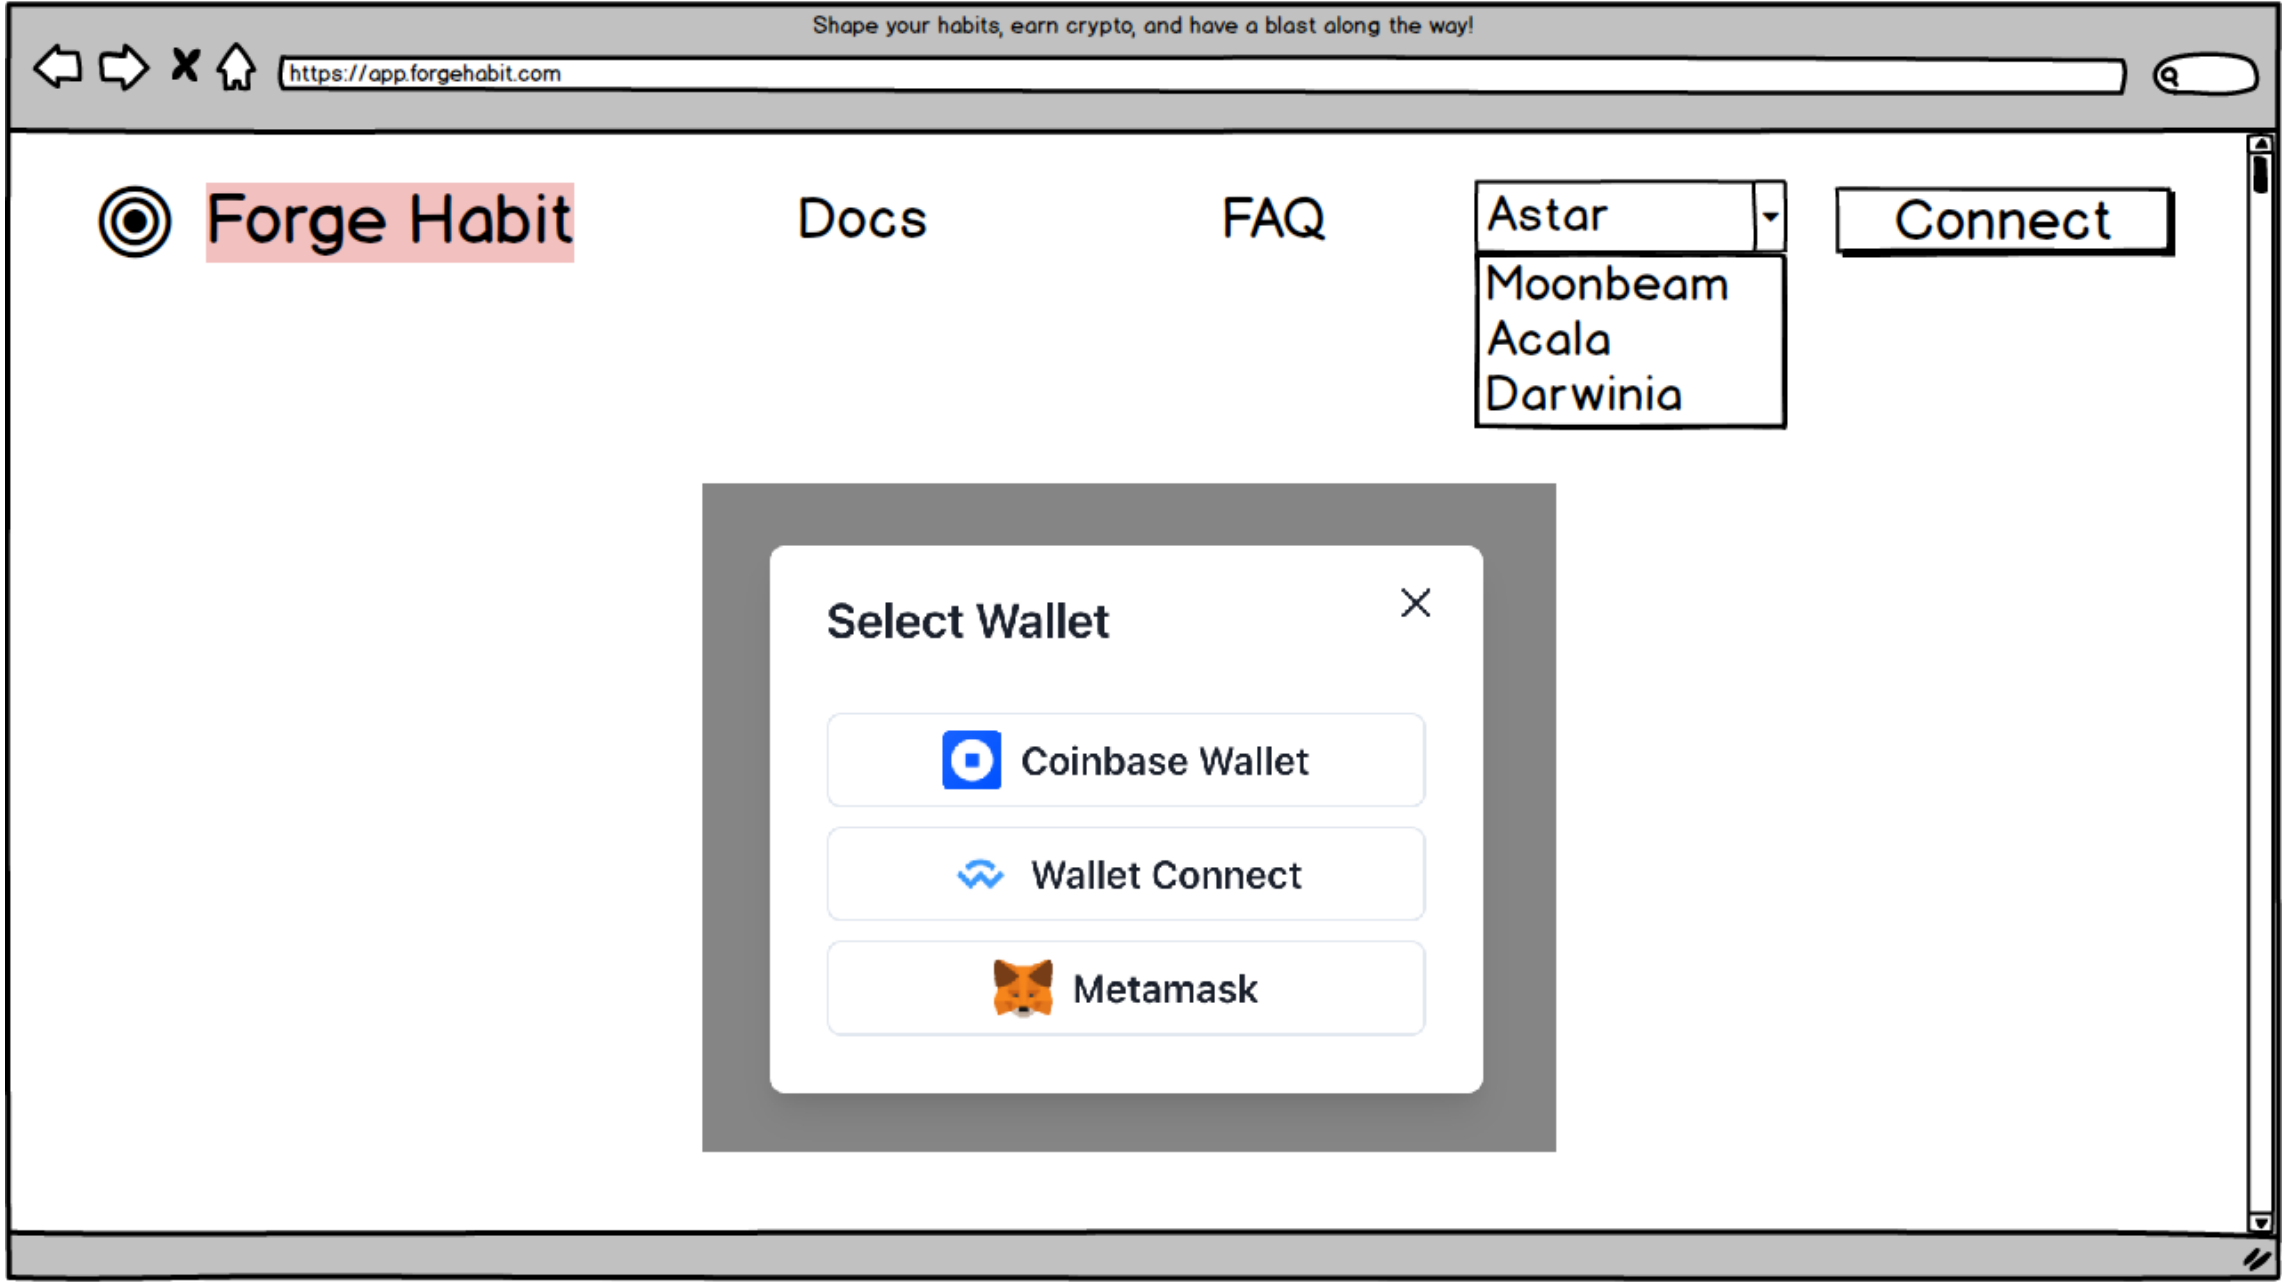 Shape your habits, earn crypto, and have a blast along the way!
https://app.forgehabit.com
Forge Habit
Docs
FAQ
Astar
Connect
Moonbeam
Acala
Darwinia
Select Wallet
Coinbase Wallet
Wallet Connect
Metamask